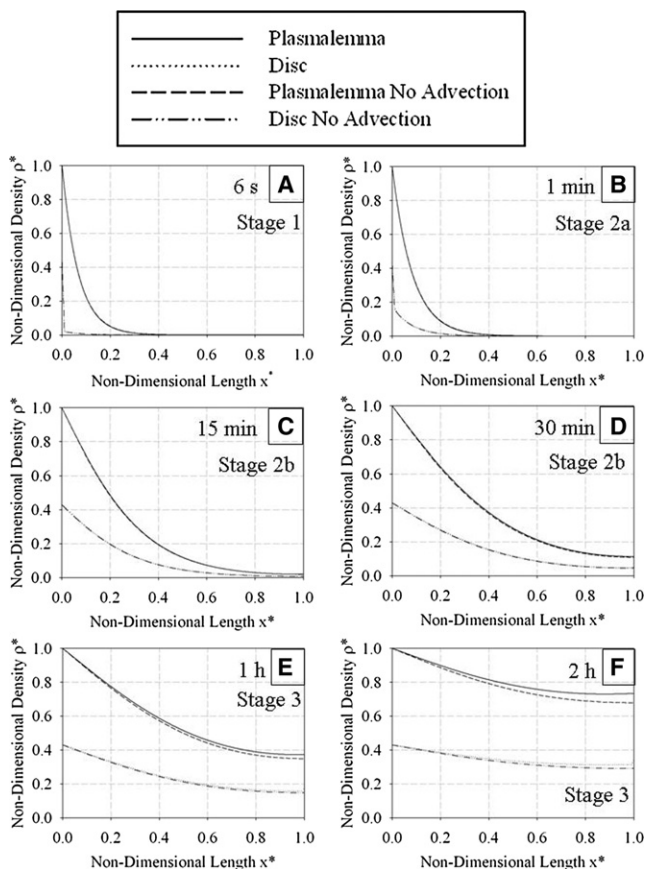 Plasmalemma
Disc
Plasmalemma No Advection
Disc No Advection
Non-Dimensional Density ρ*
1.0
0.8
0.6
0.4
0.2
0.0
6 s
A
Stage 1
0.0 0.2 0.4 0.6 0.8 1.0
Non-Dimensional Length x*
Non-Dimensional Density ρ*
1.0
0.8
0.6
0.4
0.2
0.0
1 min
B
Stage 2a
0.0 0.2 0.4 0.6 0.8 1.0
Non-Dimensional Length x*
Non-Dimensional Density ρ*
1.0
0.8
0.6
0.4
0.2
0.0
15 min
C
Stage 2b
0.0 0.2 0.4 0.6 0.8 1.0
Non-Dimensional Length x*
Non-Dimensional Density ρ*
1.0
0.8
0.6
0.4
0.2
0.0
30 min
D
Stage 2b
0.0 0.2 0.4 0.6 0.8 1.0
Non-Dimensional Length x*
Non-Dimensional Density ρ*
1.0
0.8
0.6
0.4
0.2
0.0
1 h
E
Stage 3
0.0 0.2 0.4 0.6 0.8 1.0
Non-Dimensional Length x*
Non-Dimensional Density ρ*
1.0
0.8
0.6
0.4
0.2
0.0
2 h
F
Stage 3
0.0 0.2 0.4 0.6 0.8 1.0
Non-Dimensional Length x*